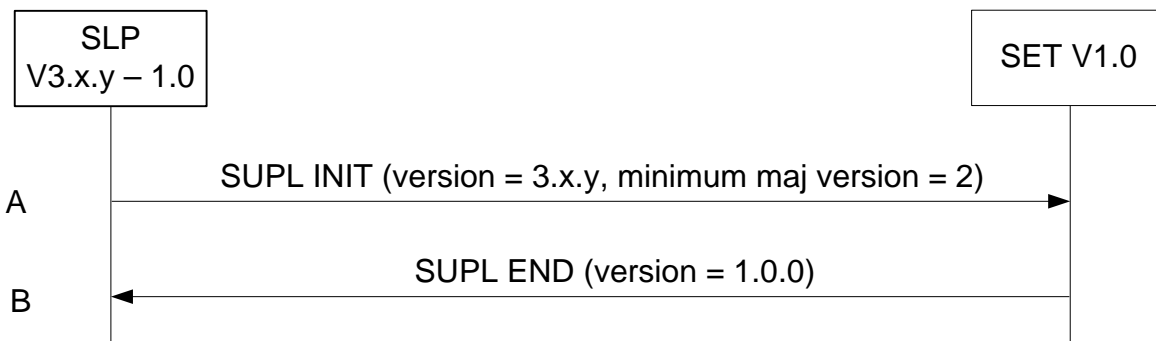 SLP
V3.x.y – 1.0
SET V1.0
SUPL INIT (version = 3.x.y, minimum maj version = 2)
A
SUPL END (version = 1.0.0)
B